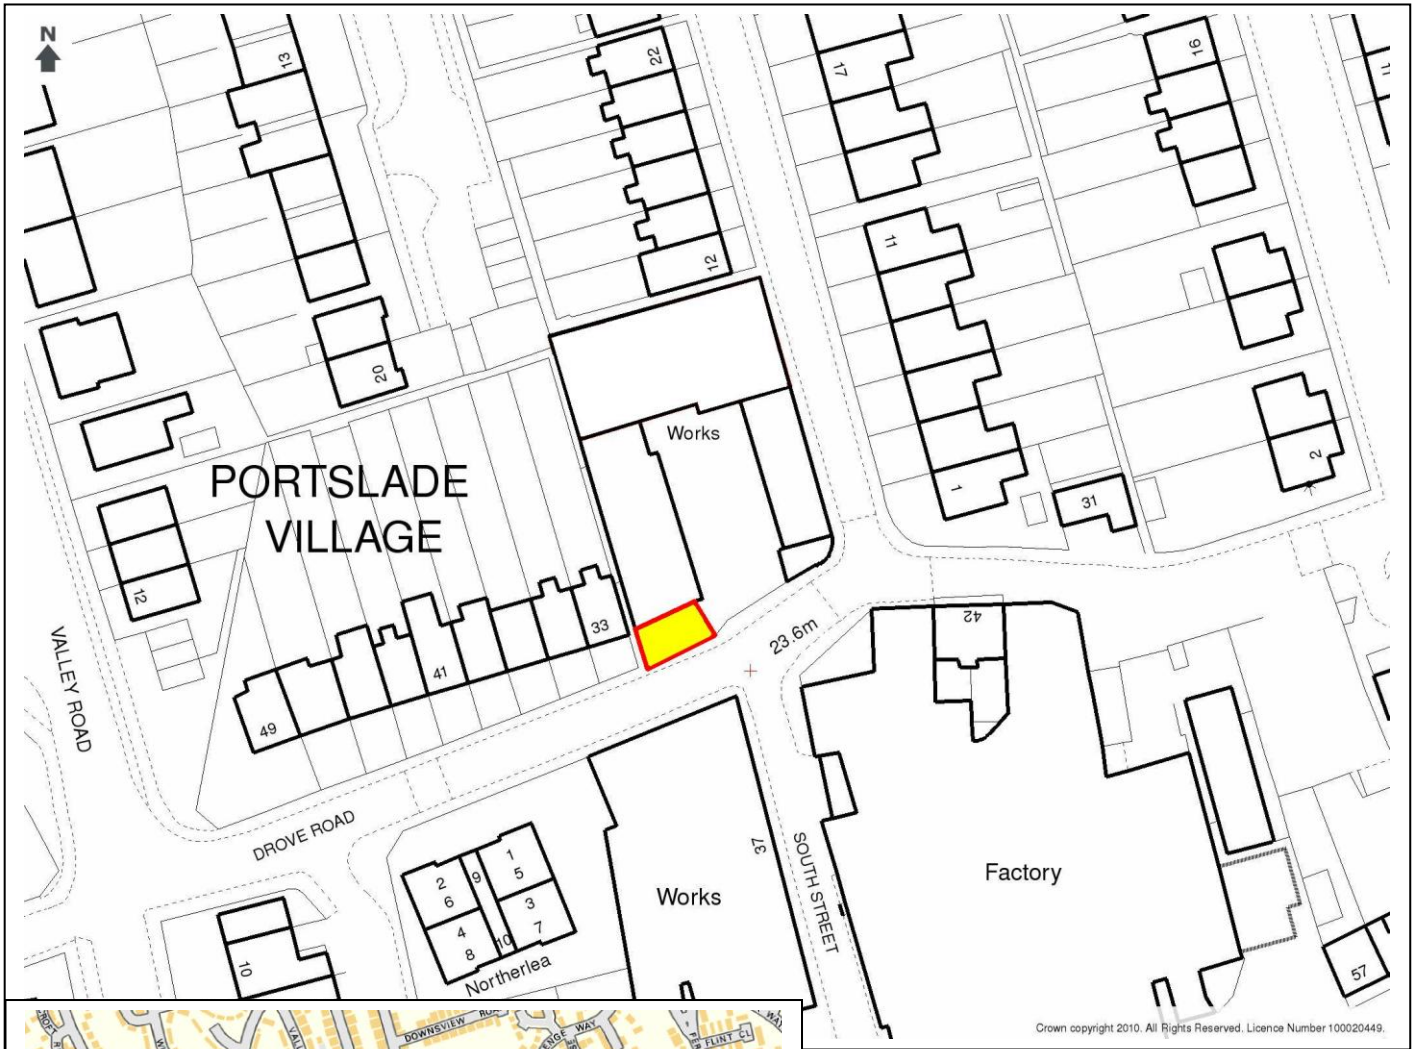 N
13
22
17
16
11
11
12
20
Works
PORTSLADE
VILLAGE
1
31
2
12
33
41
49
42
23.6m
VALLEY ROAD
DROVE ROAD
37
SOUTH STREET
Works
Factory
1
5
2
6
9
3
7
4
8
10
Northerlea
10
57
DOWNSVIEW
WAY
FLINT CL
Crown copyright 2010. All Rights Reserved. Licence Number 100020449.